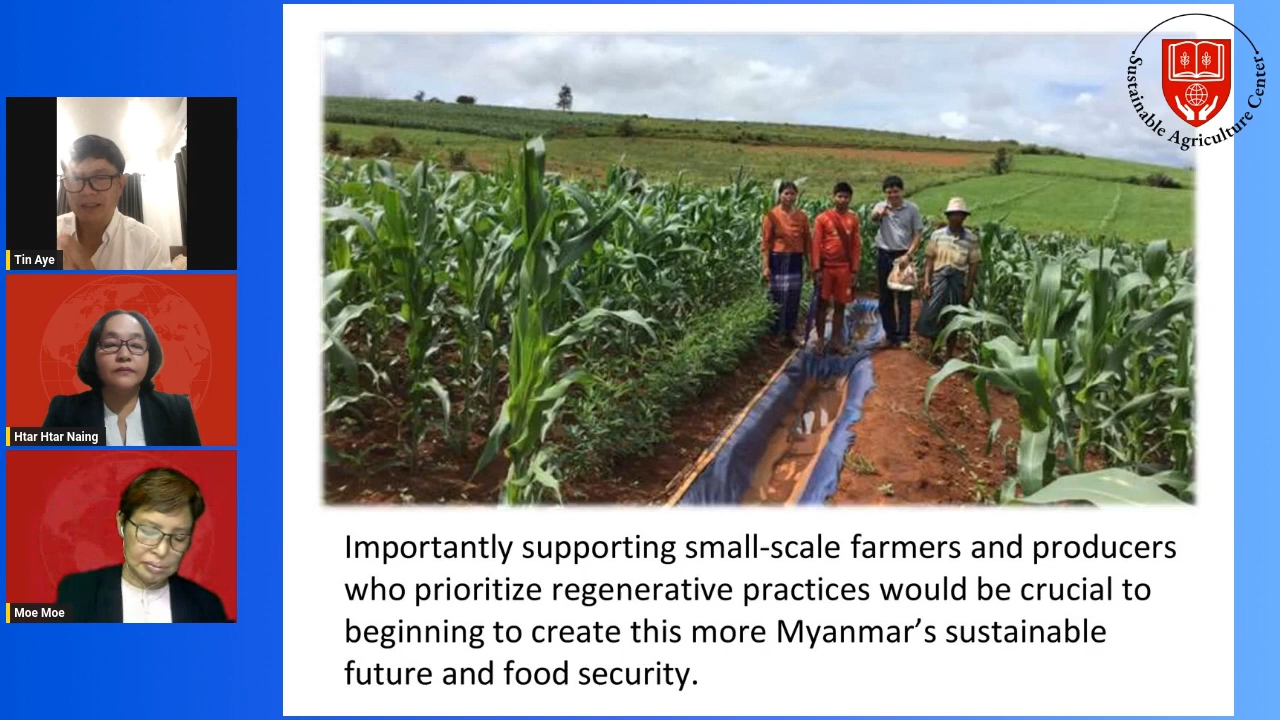 Sustainable Agriculture Center
Tin Aye
Htar Htar Naing
Moe Moe
Importantly supporting small-scale farmers and producers
who prioritize regenerative practices would be crucial to
beginning to create this more Myanmar’s sustainable
future and food security.